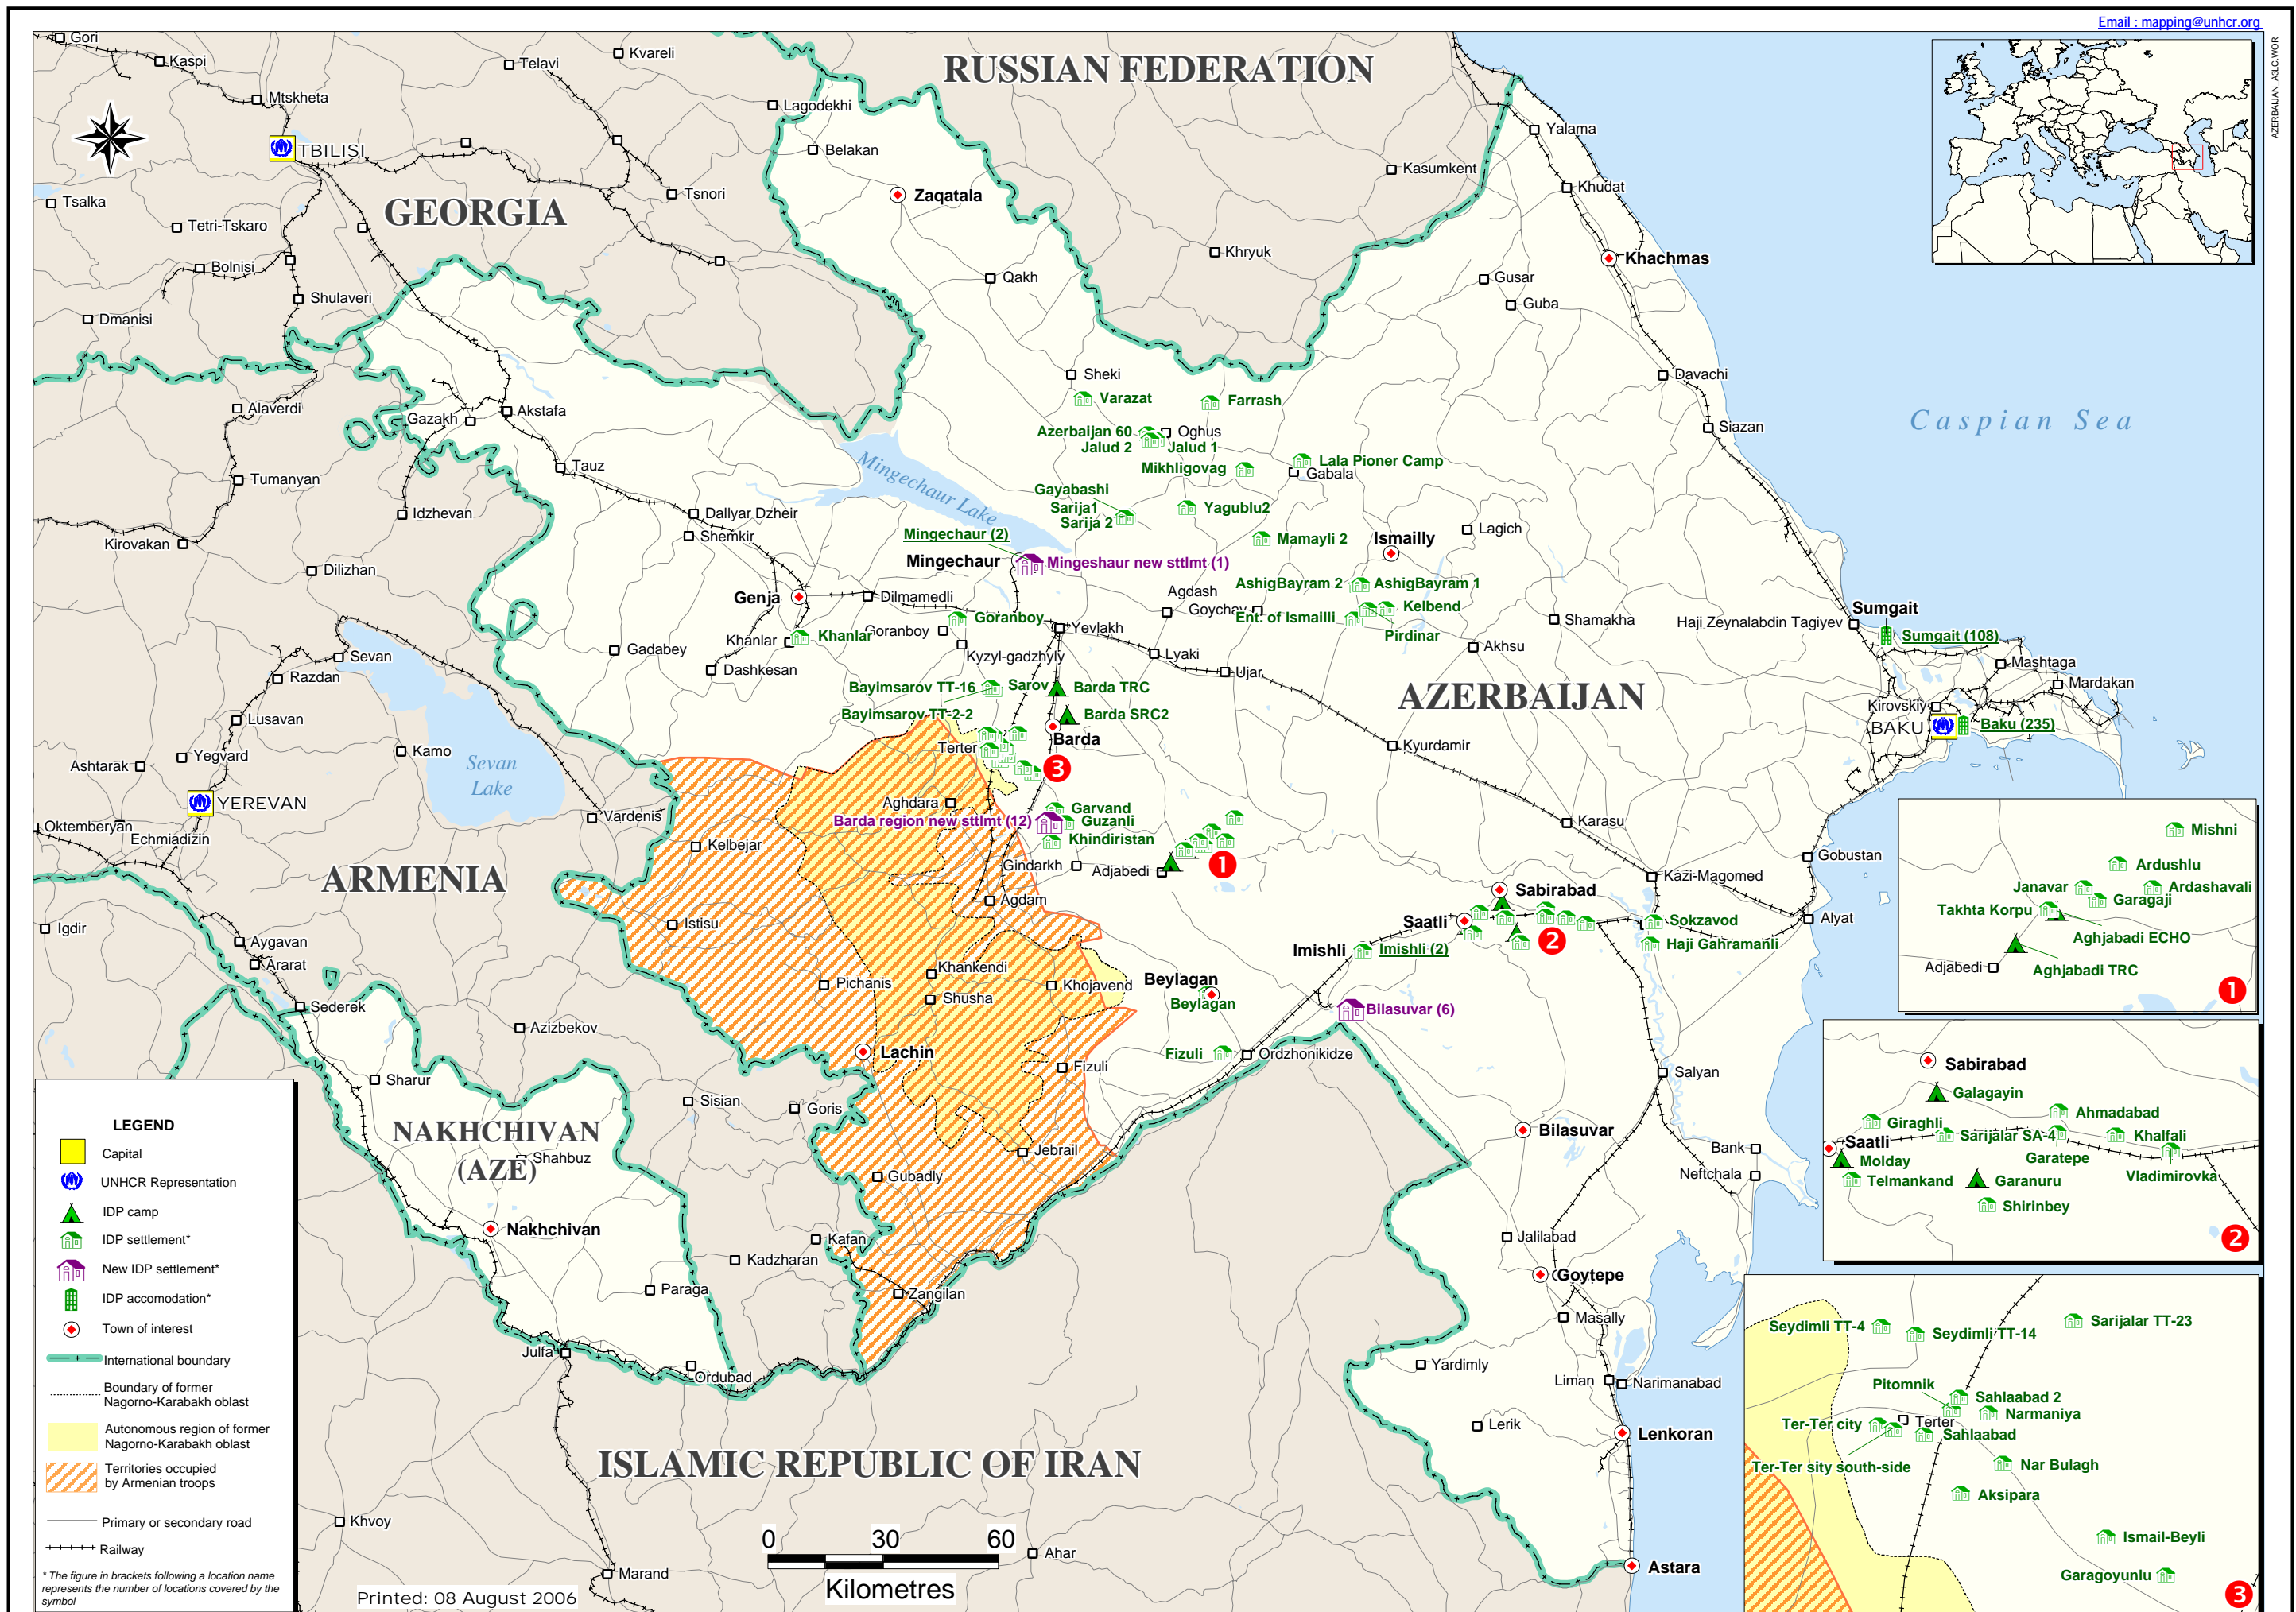 Email : mapping@unhcr.org
AZERBAIJAN_A3LC.WOR
RUSSIAN FEDERATION
GEORGIA
ARMENIA
AZERBAIJAN
NAKHCHIVAN
(AZE)
ISLAMIC REPUBLIC OF IRAN
Caspian Sea
Mingechaur Lake
Sevan
Lake
Gori
Kaspi
Mtskheta
TBILISI
Telavi
Kvareli
Lagodekhi
Belakan
Zaqatala
Tsnori
Tsalka
Tetri-Tskaro
Bolnisi
Shulaveri
Dmanisi
Qakh
Khryuk
Kasumkent
Yalama
Khudat
Khachmas
Gusar
Guba
Davachi
Siazan
Alaverdi
Gazakh
Akstafa
Tauz
Tumanyan
Idzhevan
Kirovakan
Dilizhan
Dallyar Dzheir
Shemkir
Sheki
Varazat
Farrash
Azerbaijan 60
Oghus
Jalud 2
Jalud 1
Mikhligovag
Lala Pioner Camp
Gabala
Gayabashi
Sarija1
Sarija 2
Yagublu2
Mamayli 2
Ismailly
Lagich
Mingechaur (2)
Mingechaur
Mingeshaur new sttlmt (1)
AshigBayram 2
AshigBayram 1
Agdash
Goychay
Kelbend
Ent. of Ismailli
Pirdinar
Shamakha
Akhsu
Genja
Dilmamedli
Goranboy
Goranboy
Khanlar
Khanlar
Yevlakh
Kyzyl-gadzhyly
Lyaki
Ujar
Gadabey
Dashkesan
Haji Zeynalabdin Tagiyev
Sumgait
Sumgait (108)
Mashtaga
Mardakan
Kirovskiy
BAKU
Baku (235)
Sevan
Razdan
Lusavan
Yegvard
Ashtarak
Kamo
YEREVAN
Oktemberyan
Echmiadizin
Vardenis
Bayimsarov TT-16
Sarov
Barda TRC
Bayimsarov TT-2-2
Barda SRC2
Barda
Terter
3
Aghdara
Garvand
Barda region new sttlmt (12)
Guzanli
Khindiristan
Kelbejar
Gindarkh
Adjabedi
1
Agdam
Kyurdamir
Karasu
Kazi-Magomed
Gobustan
Alyat
Sabirabad
Saatli
2
Sokzavod
Haji Gahramanli
Imishli
Imishli (2)
Istisu
Pichanis
Khankendi
Shusha
Khojavend
Beylagan
Beylagan
Bilasuvar (6)
Fizuli
Ordzhonikidze
Lachin
Fizuli
Igdir
Aygavan
Ararat
Sederek
Azizbekov
Sharur
Sisian
Goris
Shahbuz
Nakhchivan
Gubadly
Jebrail
Kafan
Kadzharan
Paraga
Zangilan
Julfa
Ordubad
Salyan
Bilasuvar
Bank
Neftchala
Jalilabad
Goytepe
Masally
Yardimly
Liman
Narimanabad
Lerik
Lenkoran
Astara
Khvoy
Marand
Ahar
Mishni
Ardushlu
Janavar
Ardashavali
Garagaji
Takhta Korpu
Aghjabadi ECHO
Adjabedi
Aghjabadi TRC
1
Sabirabad
Galagayin
Giraghli
Ahmadabad
Saatli
Sarijalar SA-4
Khalfali
Molday
Garatepe
Telmankand
Garanuru
Vladimirovka
Shirinbey
2
Seydimli TT-4
Seydimli TT-14
Sarijalar TT-23
Pitomnik
Sahlaabad 2
Narmaniya
Ter-Ter city
Terter
Sahlaabad
Ter-Ter sity south-side
Nar Bulagh
Aksipara
Ismail-Beyli
Garagoyunlu
3
LEGEND
Capital
UNHCR Representation
IDP camp
IDP settlement*
New IDP settlement*
IDP accomodation*
Town of interest
International boundary
Boundary of former
Nagorno-Karabakh oblast
Autonomous region of former
Nagorno-Karabakh oblast
Territories occupied
by Armenian troops
Primary or secondary road
Railway
* The figure in brackets following a location name
represents the number of locations covered by the
symbol
0 30 60
Kilometres
Printed: 08 August 2006